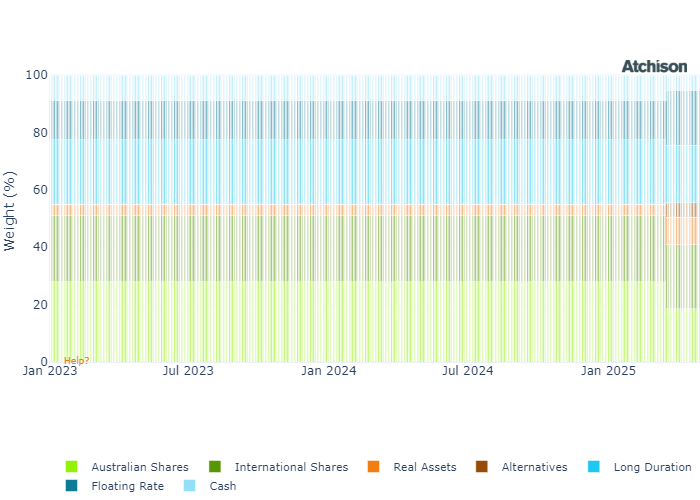 Atchison
100
80
60
40
20
0
Weight (%)
Help?
Jan 2023 Jul 2023 Jan 2024 Jul 2024 Jan 2025
Australian Shares International Shares Real Assets Alternatives Long Duration
Floating Rate Cash